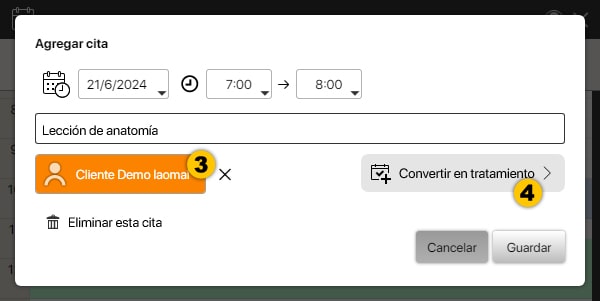 Agregar cita
21/6/2024 7:00 → 8:00
Lección de anatomía
Cliente Demo 3
Convertir en tratamiento
4
Eliminar esta cita
Cancelar Guardar